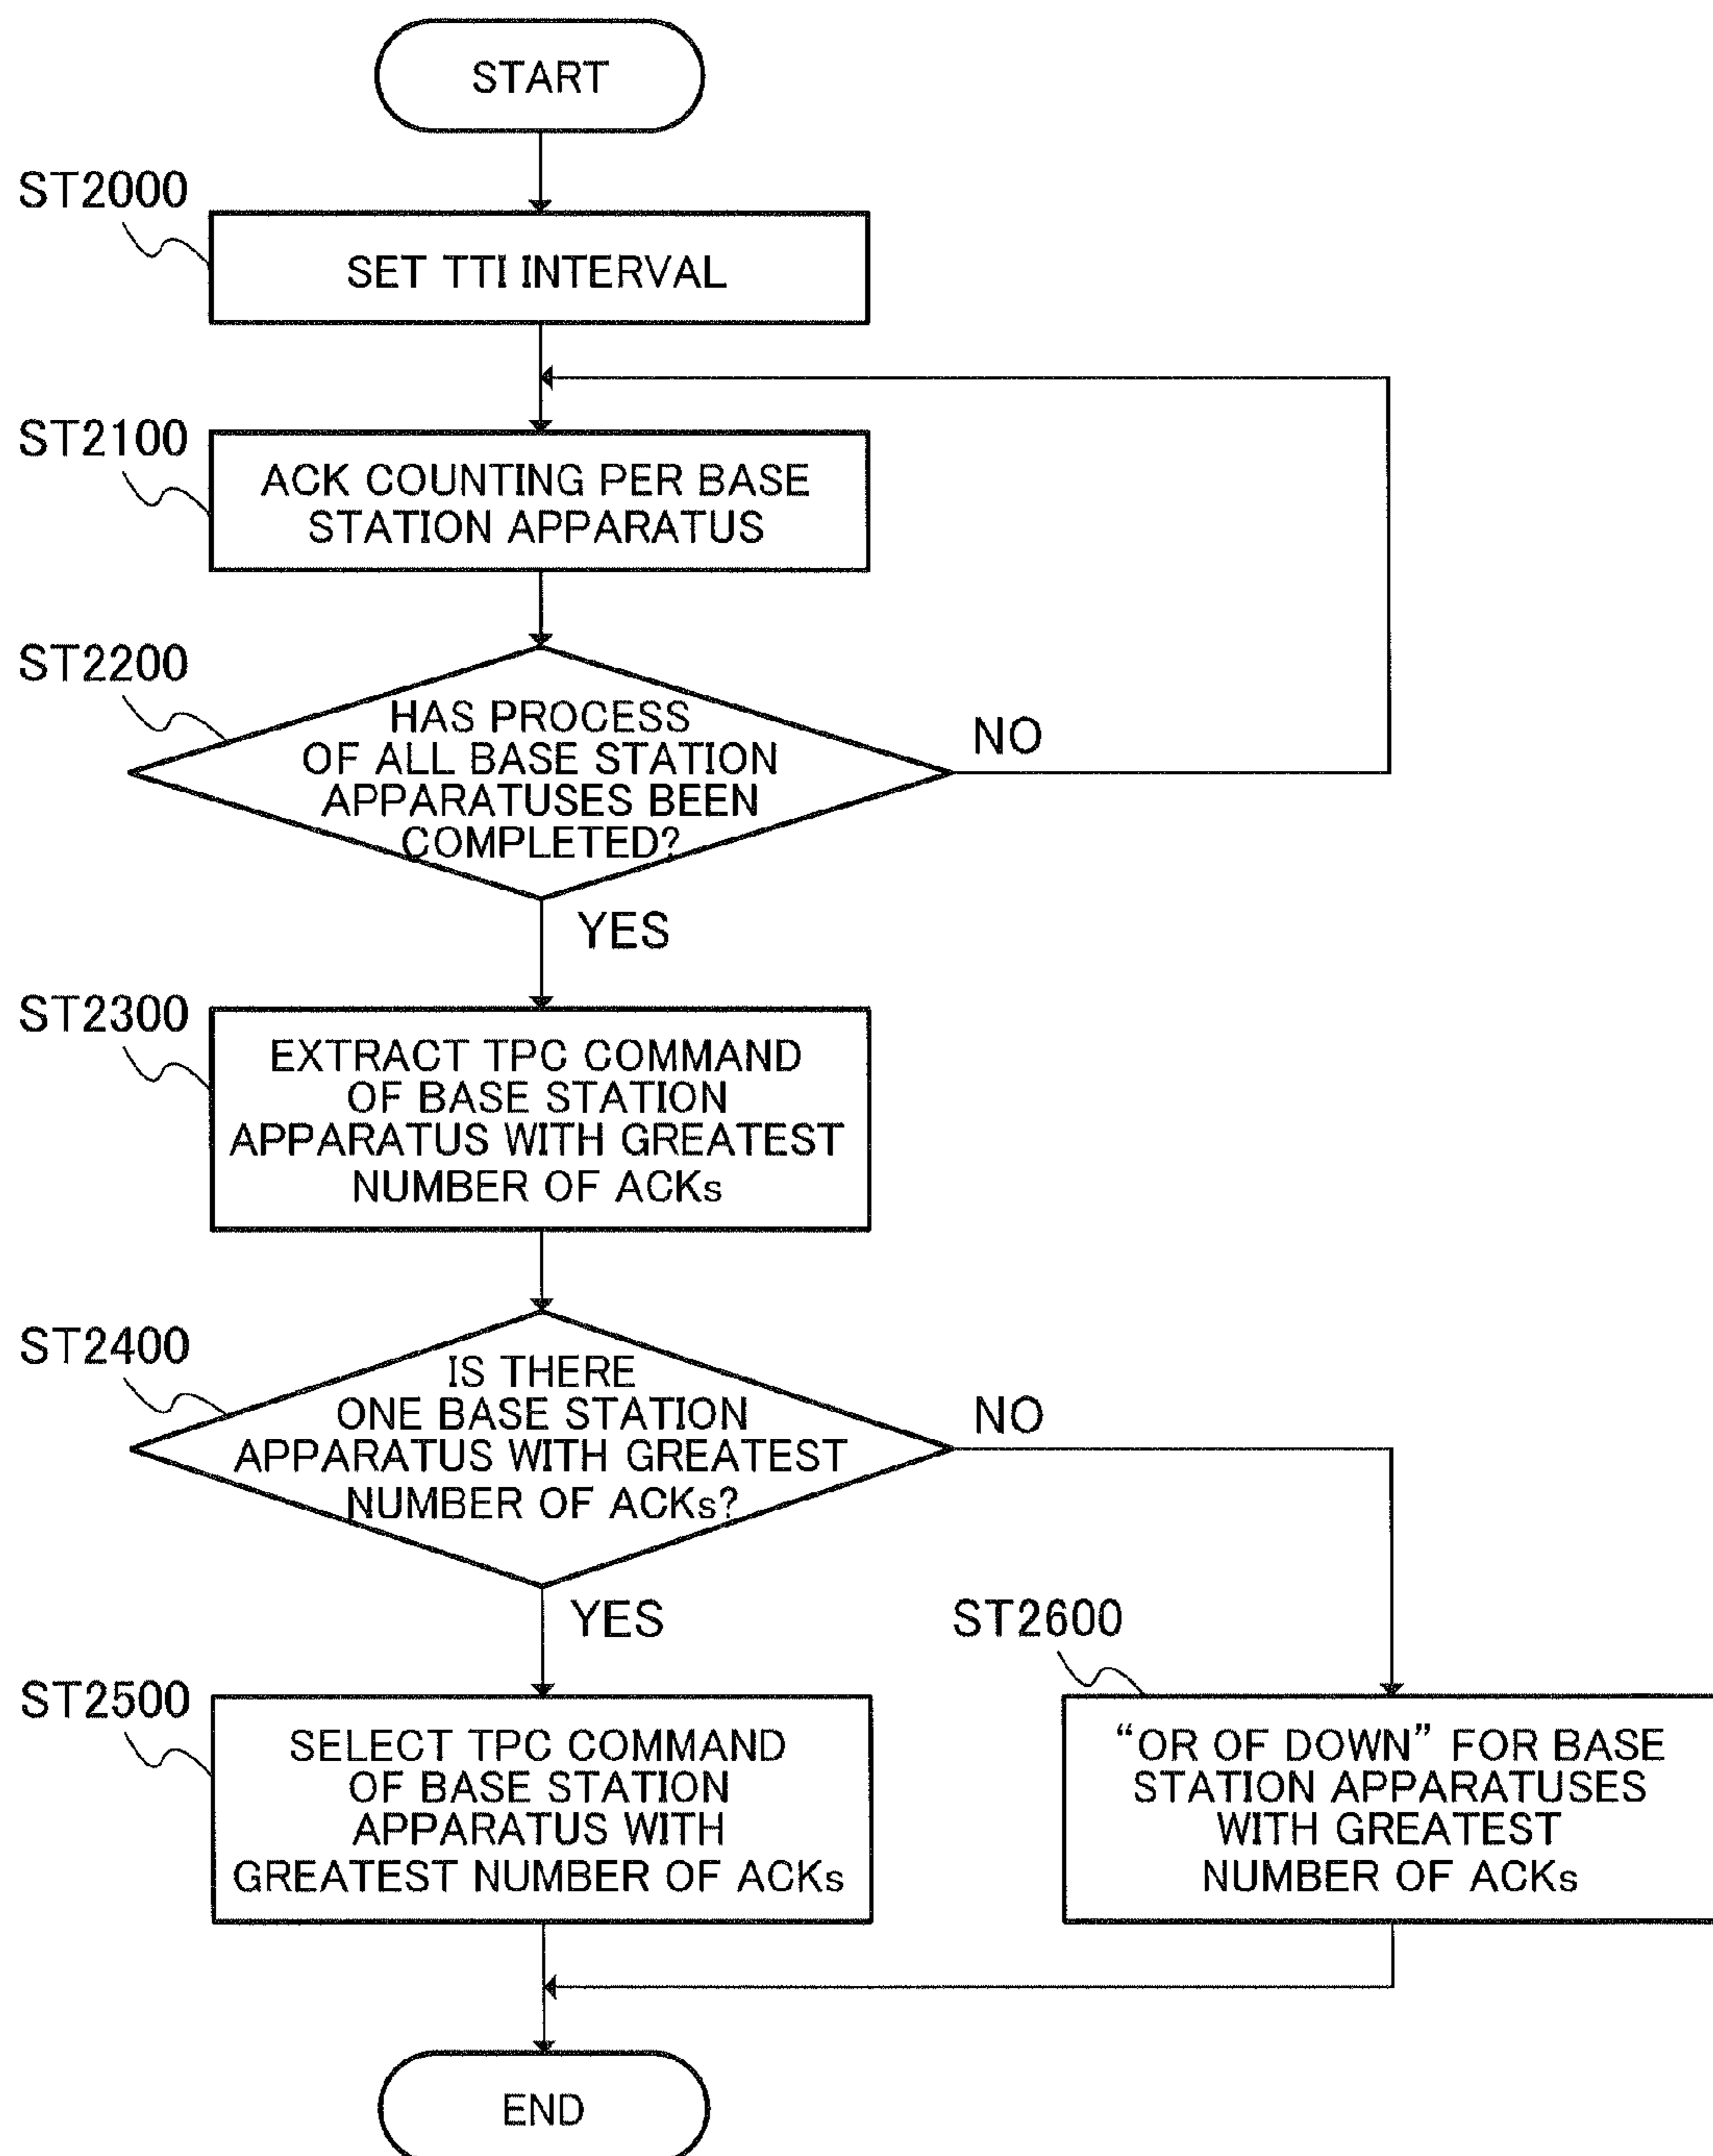 START
ST2000
SET TTI INTERVAL
ST2100
ACK COUNTING PER BASE
STATION APPARATUS
ST2200
HAS PROCESS
OF ALL BASE STATION
APPARATUSES BEEN
COMPLETED?
NO
YES
ST2300
EXTRACT TPC COMMAND
OF BASE STATION
APPARATUS WITH GREATEST
NUMBER OF ACKs
ST2400
IS THERE
ONE BASE STATION
APPARATUS WITH GREATEST
NUMBER OF ACKs?
NO
YES
ST2500
SELECT TPC COMMAND
OF BASE STATION
APPARATUS WITH
GREATEST NUMBER OF ACKs
ST2600
“OR OF DOWN” FOR BASE
STATION APPARATUSES
WITH GREATEST
NUMBER OF ACKs
END